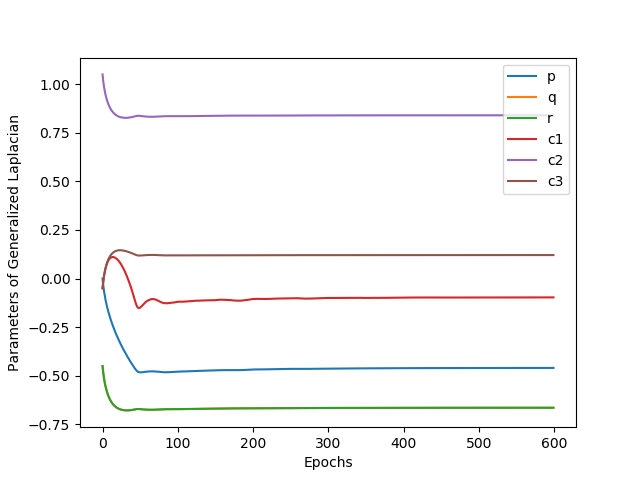 1.00
0.75
0.50
0.25
0.00
−0.25
−0.50
−0.75
Parameters of Generalized Laplacian
p
q
r
c1
c2
c3
0 100 200 300 400 500 600
Epochs